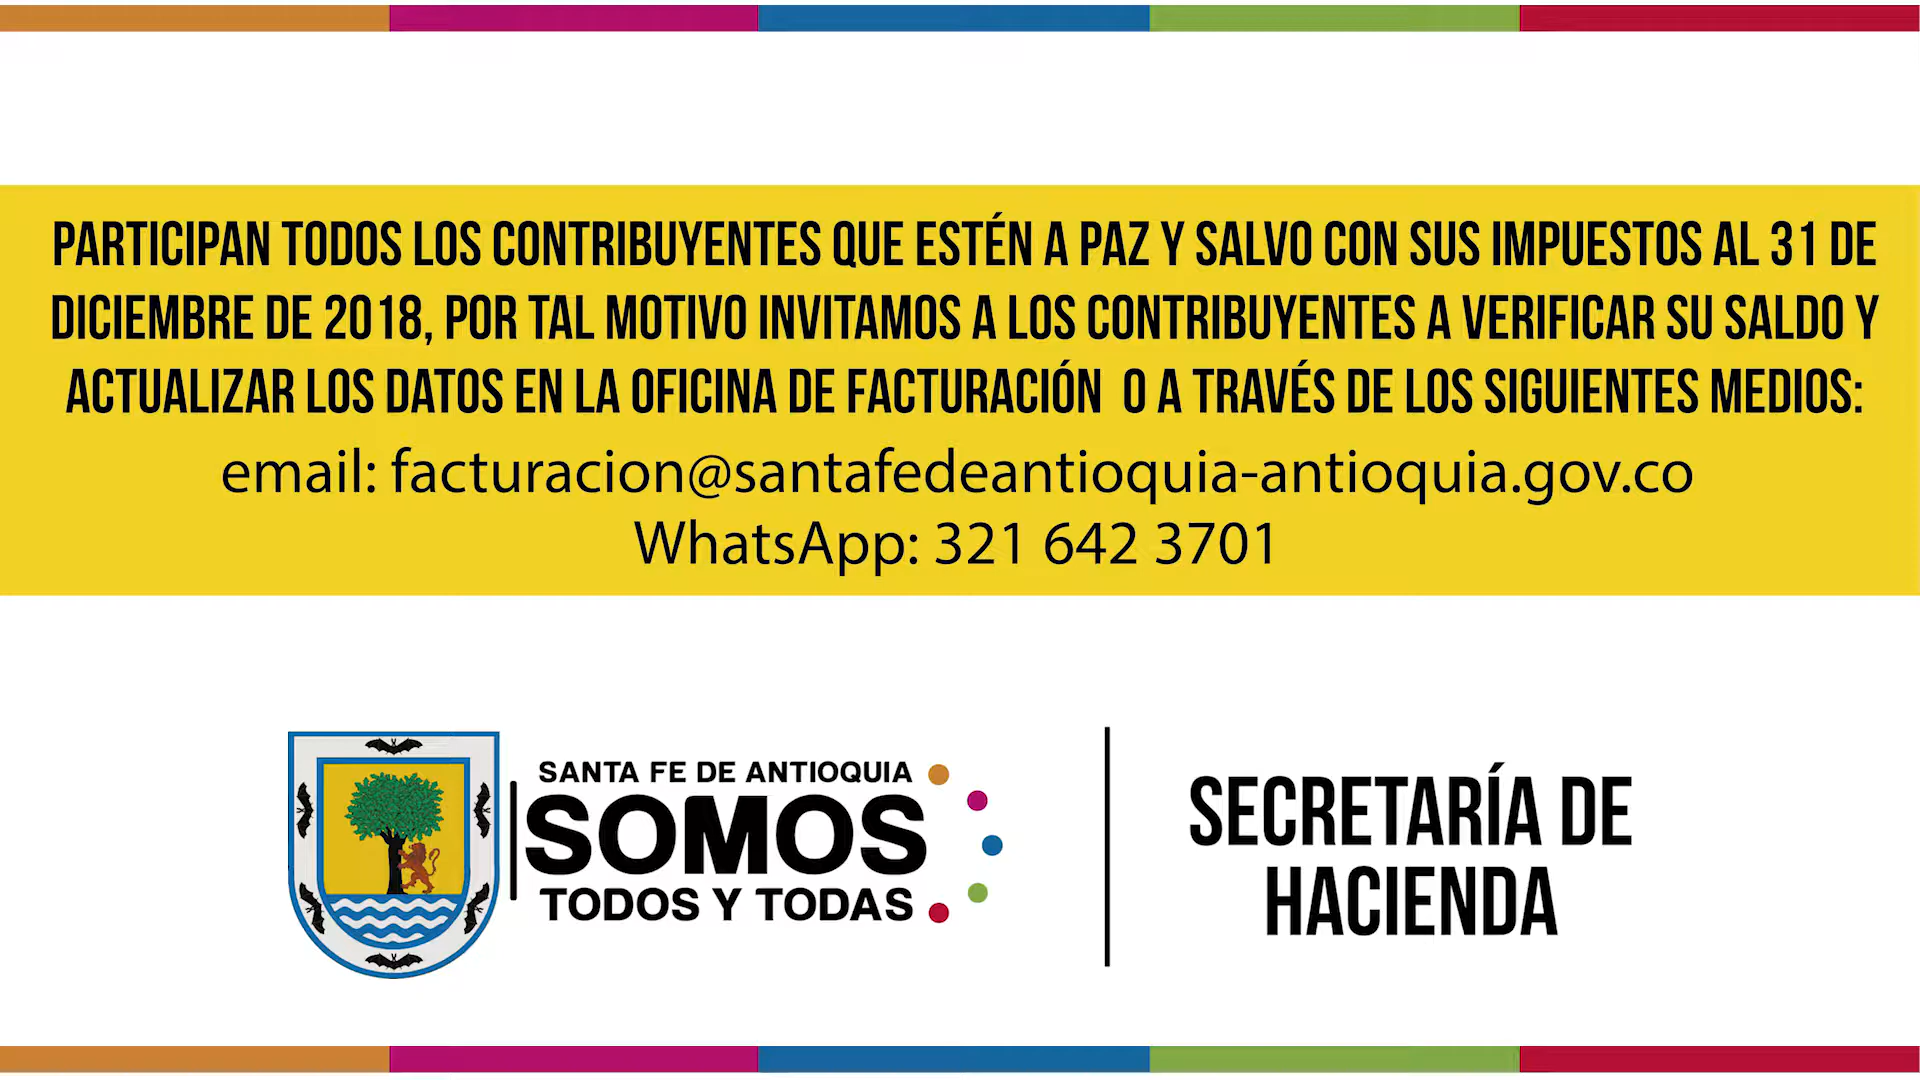 PARTICIPAN TODOS LOS CONTRIBUYENTES QUE ESTÉN A PAZ Y SALVO CON SUS IMPUESTOS AL 31 DE
DICIEMBRE DE 2018, POR TAL MOTIVO INVITAMOS A LOS CONTRIBUYENTES A VERIFICAR SU SALDO Y
ACTUALIZAR LOS DATOS EN LA OFICINA DE FACTURACIÓN O A TRAVÉS DE LOS SIGUIENTES MEDIOS:
email: facturacion@santafedeantioquia-antioquia.gov.co
WhatsApp: 321 642 3701
SANTA FE DE ANTIOQUIA
SOMOS
TODOS Y TODAS
SECRETARÍA DE
HACIENDA